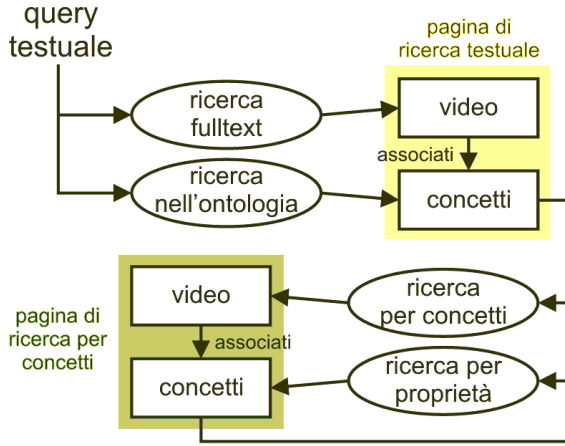 query
testuale
pagina di
ricerca testuale
ricerca
fulltext
video
associati
ricerca
nell'ontologia
concetti
pagina di
ricerca per
concetti
video
associati
concetti
ricerca
per concetti
ricerca per
proprietà